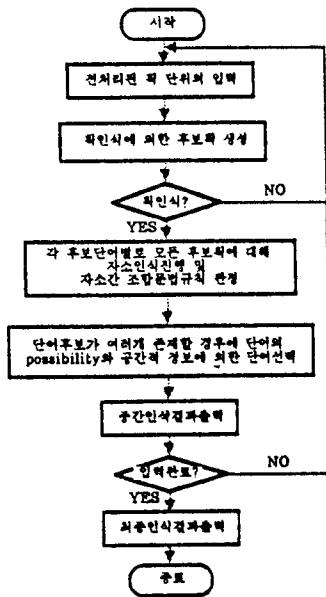 시작
전처리된 획 단위의 입력
획인식에 의한 후보획 생성
획인식?
NO
YES
각 후보단어별로 모든 후보획에 대해
자소인식진행 및
자소간 조합문법규칙 판정
단어후보가 여러개 존재할 경우에 단어의
possibility와 공간적 정보에 의한 단어선택
중간인식결과출력
입력완료?
NO
YES
최종인식결과출력
종료